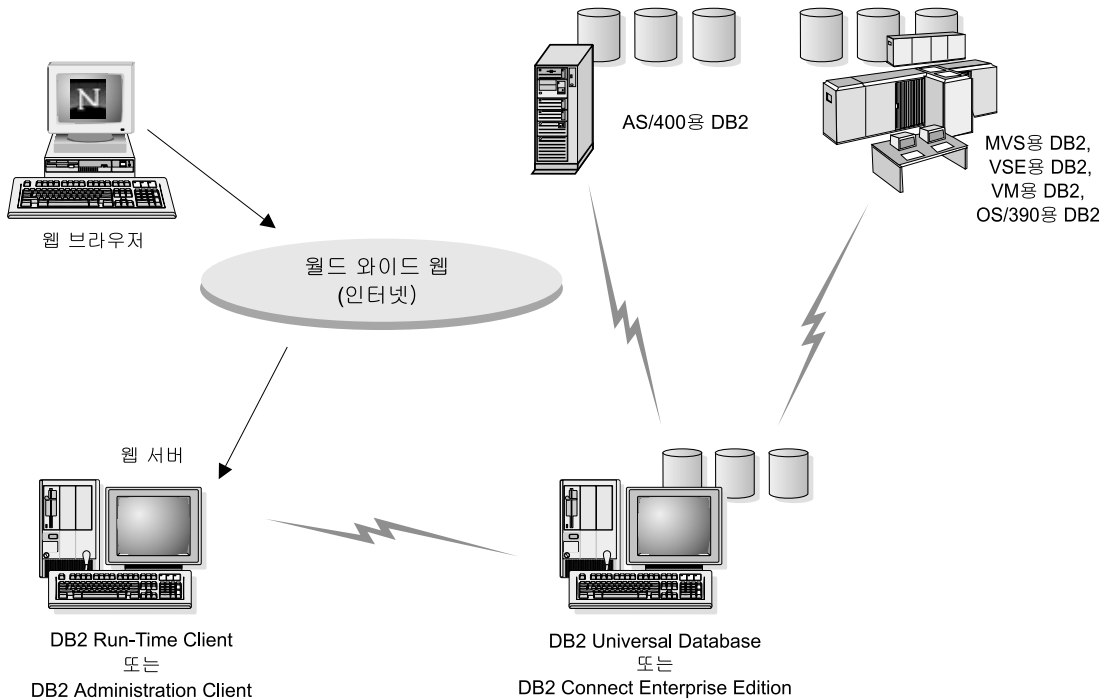 N
웹 브라우저
AS/400용 DB2
MVS용 DB2,
VSE용 DB2,
VM용 DB2,
OS/390용 DB2
월드 와이드 웹
(인터넷)
웹 서버
DB2 Run-Time Client
또는
DB2 Administration Client
DB2 Universal Database
또는
DB2 Connect Enterprise Edition